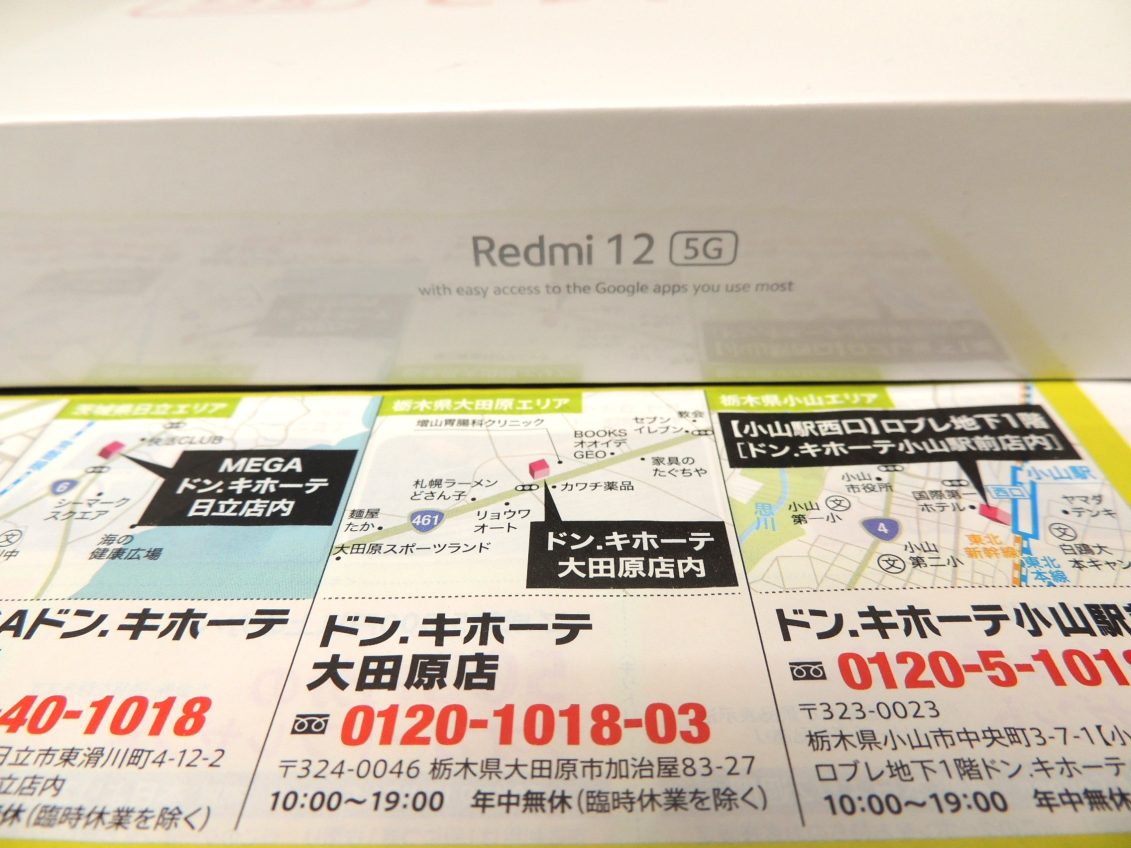 Redmi 12 5G
with easy access to the Google apps you use most
茨城県日立エリア
快活CLUB
6
シーマーク
スクエア
海の
健康広場
MEGA
ドン.キホーテ
日立店内
ドン.キホーテ
40-1018
日立市東滑川町4-12-2
立店内
休(臨時休業を除く)
栃木県大田原エリア
増山胃腸科クリニック
セブン
イレブン
教会
BOOKS
オオイデ
GEO
家具の
たぐちや
札幌ラーメン
どさん子
カワチ薬品
麺屋
たか
461
リョウワ
オート
大田原スポーツランド
ドン.キホーテ
大田原店内
ドン.キホーテ
大田原店
0120-1018-03
〒324-0046 栃木県大田原市加治屋83-27
10:00〜19:00 年中無休(臨時休業を除く)
栃木県小山エリア
【小山駅西口】ロブレ地下1階
[ドン.キホーテ小山駅前店内]
小山
市役所
国際第一
ホテル
西口
小山駅
ヤマダ
デンキ
思川
小山
第一小
文
4
東北
新幹線
文
小山
第二小
文
東北
本線
白鴎大
本キャン
ドン.キホーテ小山駅
0120-5-101
〒323-0023
栃木県小山市中央町3-7-1【小
ロブレ地下1階ドン.キホーテ
10:00〜19:00 年中無休